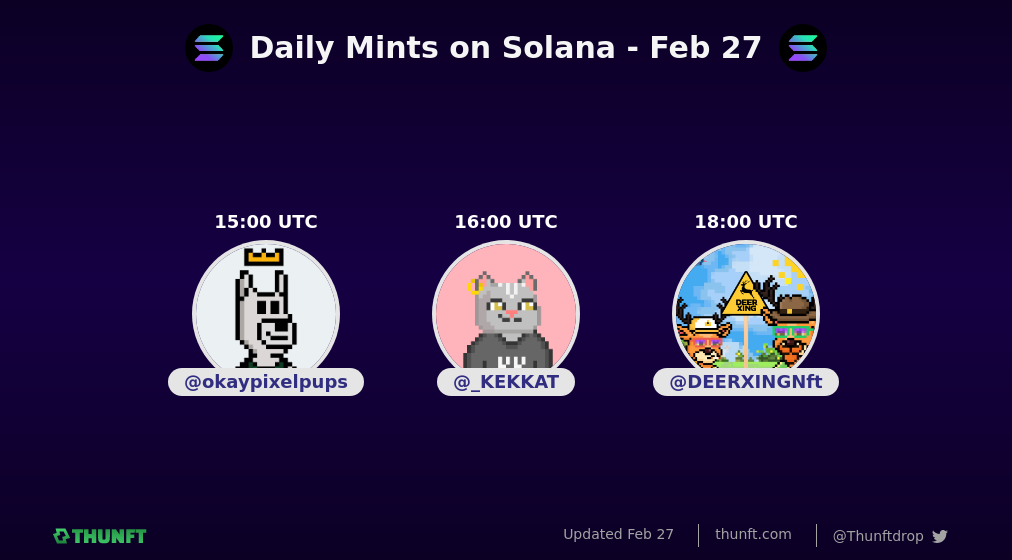 Daily Mints on Solana - Feb 27
15:00 UTC
16:00 UTC
18:00 UTC
DEER
XING
@okaypixelpups
@_KEKKAT
@DEERXINGNft
THUNFT
Updated Feb 27
thunft.com
@Thunftdrop